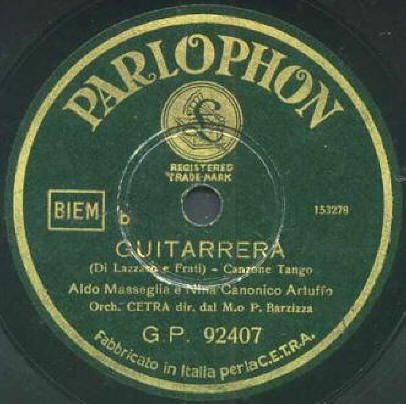 PARLOPHON
£
REGISTERED
TRADE-MARK
BIEM b 153279
GUITARRERA
(Di Lazzaro e Frati) - Canzone Tango
Aldo Masseglia e Nina Canonico Artuffo
Orch. CETRA dir. dal M.o P. Barzizza
G.P. 92407
Fabbricato in Italia per la C.E.T.R.A.